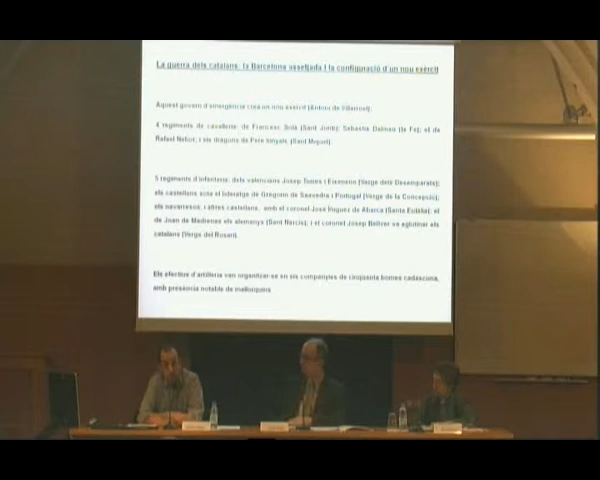 La guerra dels catalans: la Barcelona assetjada i la configuració d'un nou exèrcit
Aquest govern d'emergència crea un nou exèrcit (Antoni de Villarroel):
4 regiments de cavalleria: de Francesc (Sant Jordi); Sebastià Dalmau (la Fe); el de
Rafael Nebot; i els dragons de Pere Vinyals (Sant Miquel).
5 regiments d'infanteria: dels valencians Josep Torres i Eiximeno (Verge dels Desemparats);
els castellans sota el lideratge de Gregorio de Saavedra i Portugal (Verge de la Concepció);
els navarresos i altres castellans, amb el coronel José Íñiguez de Abarca (Santa Eulàlia); el
de Joan de Madrenas els alemanys (Sant Narcís); i el coronel Josep Bellver va aglutinar els
catalans (Verge del Roser).
Els efectius d'artilleria van organitzar-se en sis companyies de cinquanta homes cadascuna,
amb presència notable de mallorquins